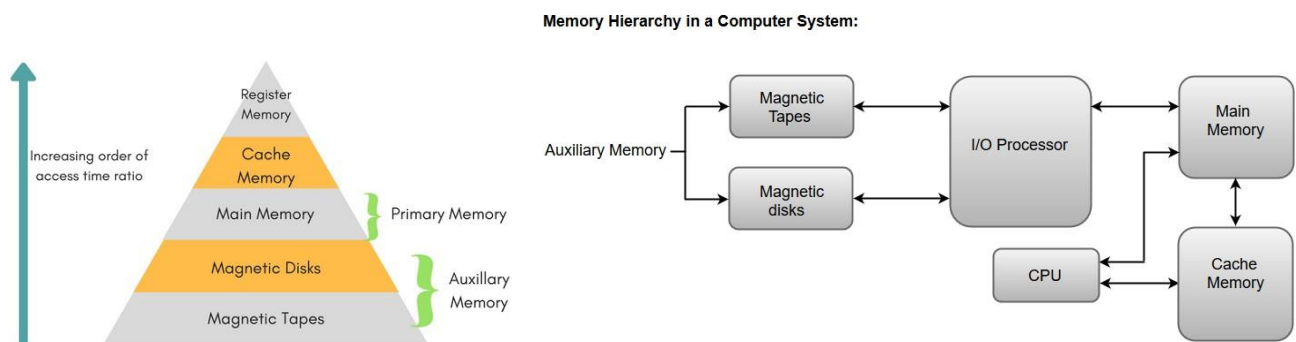 Memory Hierarchy in a Computer System:
Register
Memory
Increasing order of
access time ratio
Cache
Memory
Main Memory
Primary Memory
Magnetic Disks
Auxillary
Memory
Magnetic Tapes
Auxiliary Memory
Magnetic
Tapes
Magnetic
disks
I/O Processor
Main
Memory
CPU
Cache
Memory